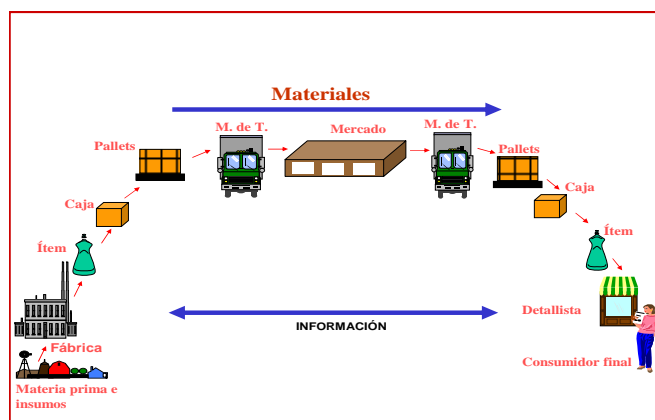 Materiales
M. de T.
Mercado
M. de T.
Pallets
Pallets
Caja
Caja
Ítem
Ítem
Detallista
INFORMACIÓN
Fábrica
Consumidor final
Materia prima e
insumos